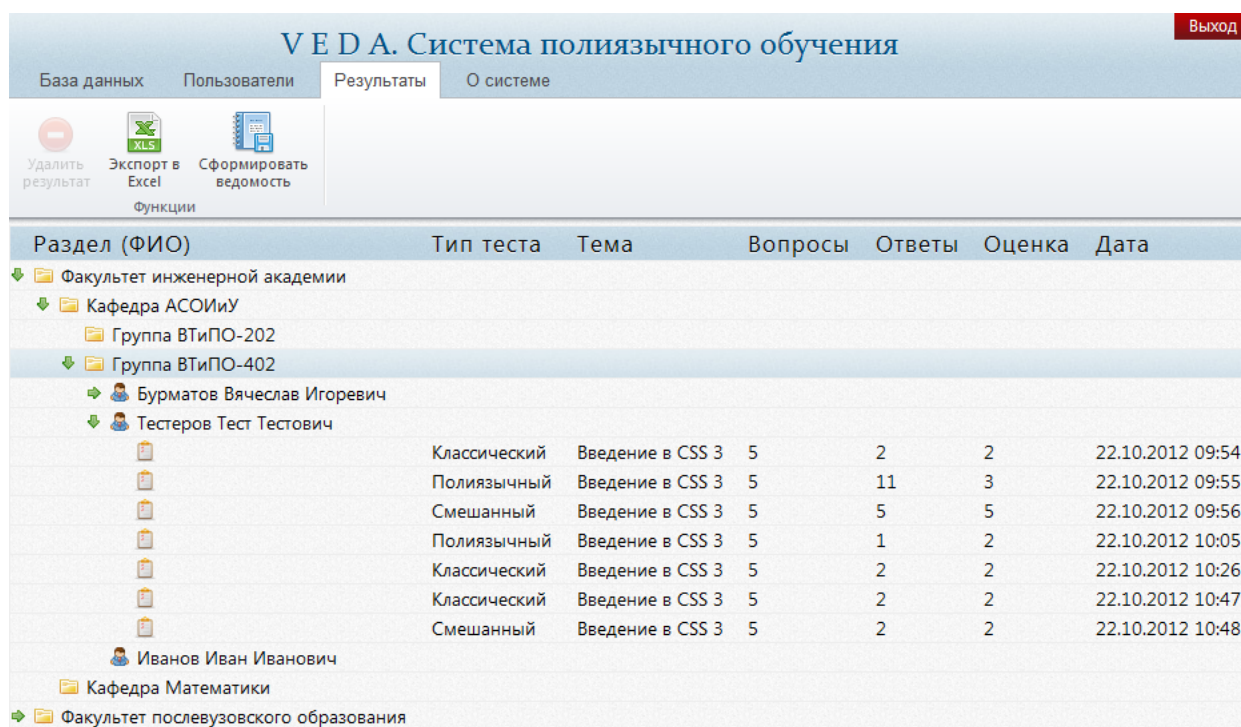 Выход
V E D A. Система полиязычного обучения
База данных Пользователи Результаты О системе
XLS
Удалить результат Экспорт в Excel Сформировать ведомость
Функции
Раздел (ФИО) Тип теста Тема Вопросы Ответы Оценка Дата
Факультет инженерной академии
Кафедра АСОИиУ
Группа ВТиПО-202
Группа ВТиПО-402
Бурматов Вячеслав Игоревич
Тестеров Тест Тестович
Классический Введение в CSS 3 5 2 2 22.10.2012 09:54
Полиязычный Введение в CSS 3 5 11 3 22.10.2012 09:55
Смешанный Введение в CSS 3 5 5 5 22.10.2012 09:56
Полиязычный Введение в CSS 3 5 1 2 22.10.2012 10:05
Классический Введение в CSS 3 5 2 2 22.10.2012 10:26
Классический Введение в CSS 3 5 2 2 22.10.2012 10:47
Смешанный Введение в CSS 3 5 2 2 22.10.2012 10:48
Иванов Иван Иванович
Кафедра Математики
Факультет послевузовского образования